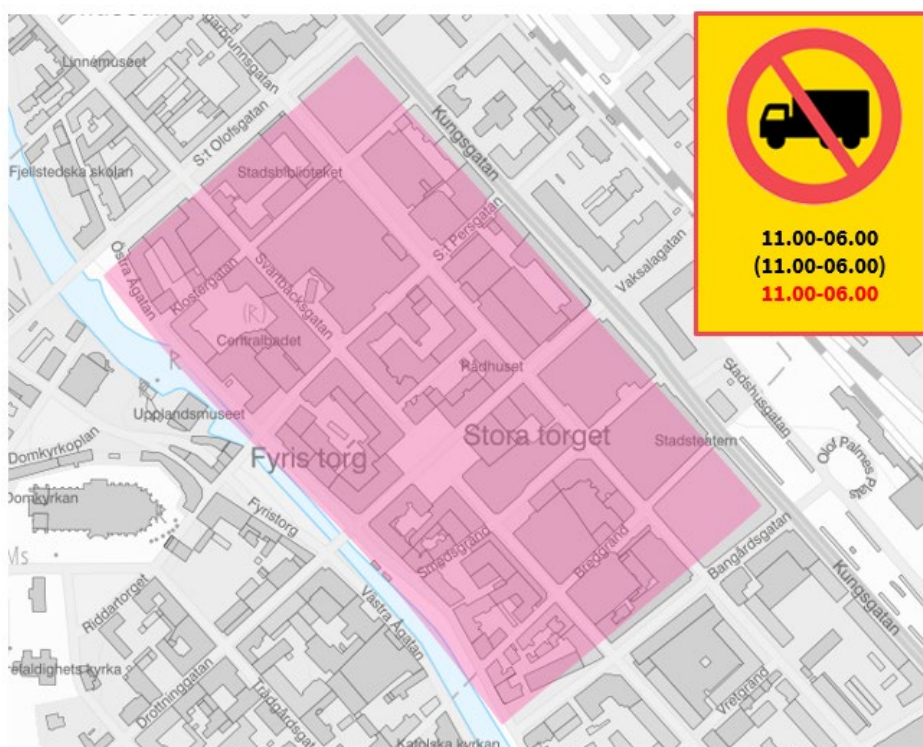 Linnémuseet
S:t Olofsgatan
Kungsgatan
Fjellstedska skolan
Stadsbiblioteket
S:t Persgatan
Vaksalagatan
Östra Ågatan
Klostergatan
Svartbäcksgatan
Centralbadet
Rådhuset
Stadshusgatan
Upplandsmuseet
Stora torget
Stadsteatern
Olof Palmes Plats
Domkyrkoplan
Fyris torg
Domkyrkan
Fyristorg
Smedsgränd
Bredgränd
Bangårdsgatan
Kungsgatan
Riddartorget
Västra Ågatan
Drottninggatan
Trädgårdsgatan
Vretgränd
Katolska kyrkan
11.00-06.00
(11.00-06.00)
11.00-06.00